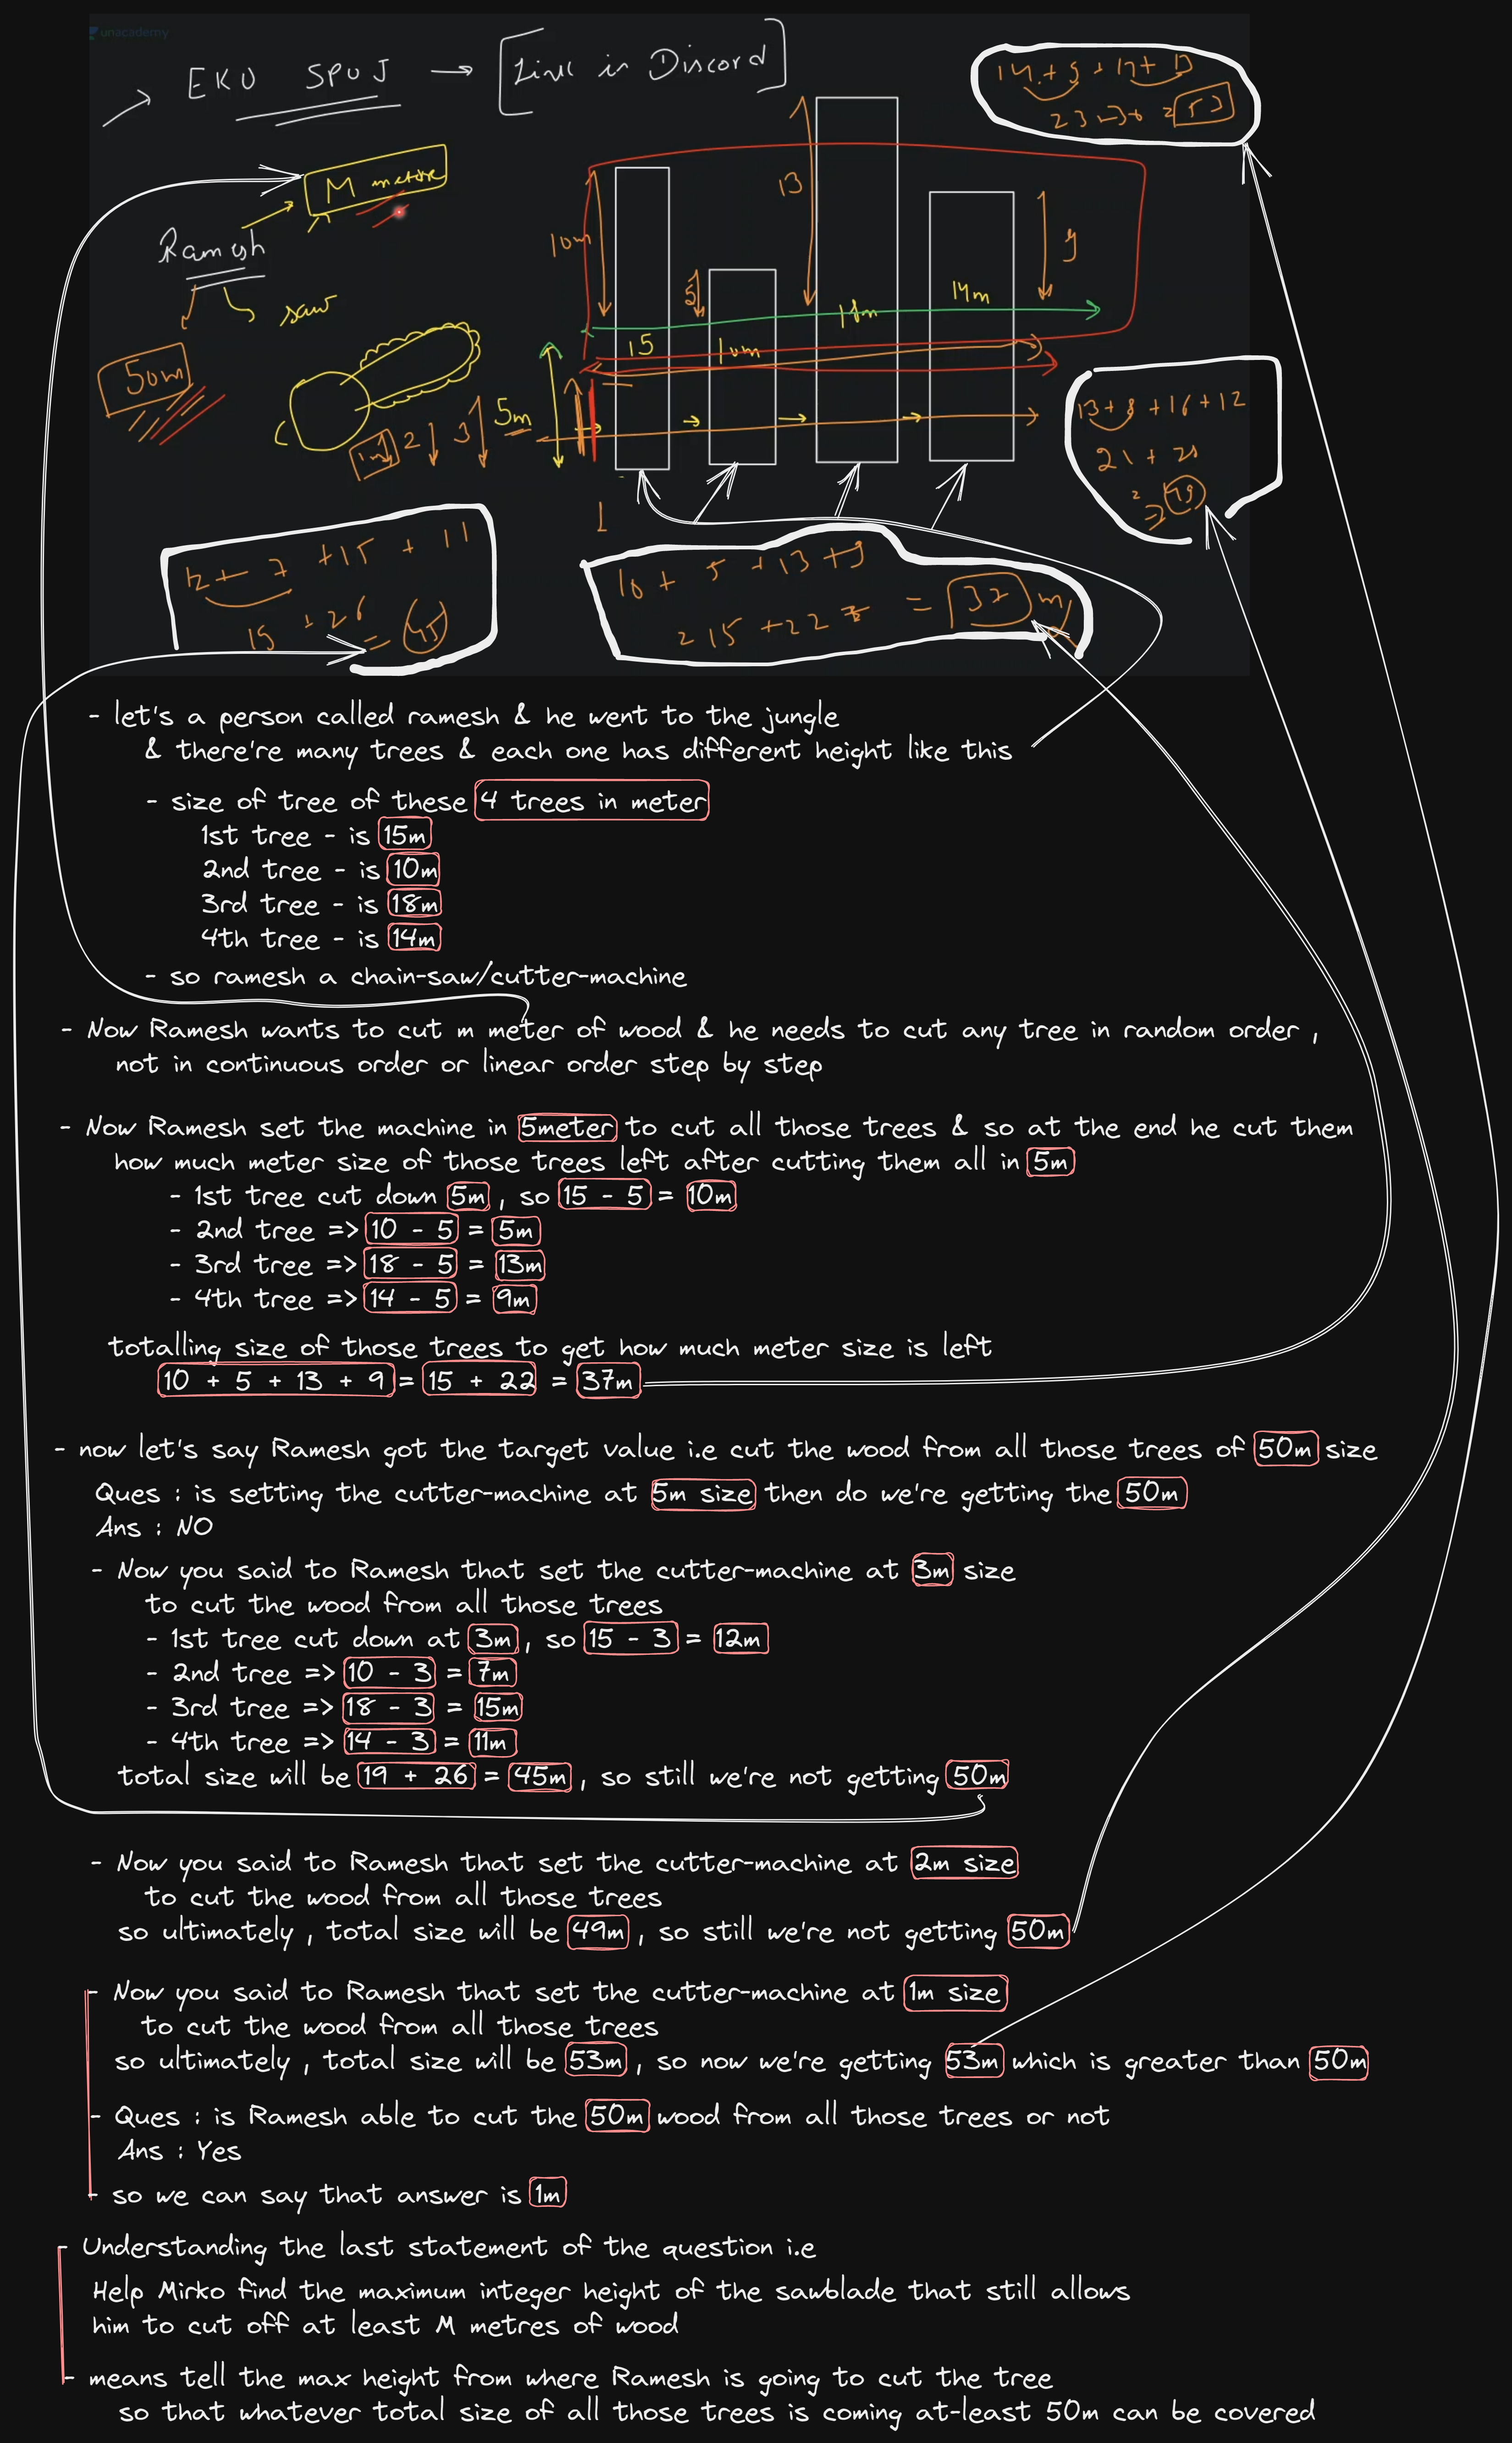 unacademy
→ EKO SPOJ → [Link in Discord]
14 + 9 + 17 + 13
23 + 30 = 53
M metre
Ramesh
saw
50m
10m
5
13
9
15
10m
18m
14m
1m 2 3 5m
13 + 8 + 16 + 12
21 + 28
= 49
12 + 7 + 15 + 11
15 + 26 = 45
10 + 5 + 13 + 9
= 15 + 22 = 37 m
- let's a person called ramesh & he went to the jungle
& there're many trees & each one has different height like this
- size of tree of these 4 trees in meter
1st tree - is 15m
2nd tree - is 10m
3rd tree - is 18m
4th tree - is 14m
- so ramesh a chain-saw/cutter-machine
- Now Ramesh wants to cut m meter of wood & he needs to cut any tree in random order ,
not in continuous order or linear order step by step
- Now Ramesh set the machine in 5meter to cut all those trees & so at the end he cut them
how much meter size of those trees left after cutting them all in 5m
- 1st tree cut down 5m , so 15 - 5 = 10m
- 2nd tree => 10 - 5 = 5m
- 3rd tree => 18 - 5 = 13m
- 4th tree => 14 - 5 = 9m
totalling size of those trees to get how much meter size is left
10 + 5 + 13 + 9 = 15 + 22 = 37m
- now let's say Ramesh got the target value i.e cut the wood from all those trees of 50m size
Ques : is setting the cutter-machine at 5m size then do we're getting the 50m
Ans : NO
- Now you said to Ramesh that set the cutter-machine at 3m size
to cut the wood from all those trees
- 1st tree cut down at 3m , so 15 - 3 = 12m
- 2nd tree => 10 - 3 = 7m
- 3rd tree => 18 - 3 = 15m
- 4th tree => 14 - 3 = 11m
total size will be 19 + 26 = 45m , so still we're not getting 50m
- Now you said to Ramesh that set the cutter-machine at 2m size
to cut the wood from all those trees
so ultimately , total size will be 49m , so still we're not getting 50m
- Now you said to Ramesh that set the cutter-machine at 1m size
to cut the wood from all those trees
so ultimately , total size will be 53m , so now we're getting 53m which is greater than 50m
- Ques : is Ramesh able to cut the 50m wood from all those trees or not
Ans : Yes
- so we can say that answer is 1m
- Understanding the last statement of the question i.e
Help Mirko find the maximum integer height of the sawblade that still allows
him to cut off at least M metres of wood
- means tell the max height from where Ramesh is going to cut the tree
so that whatever total size of all those trees is coming at-least 50m can be covered